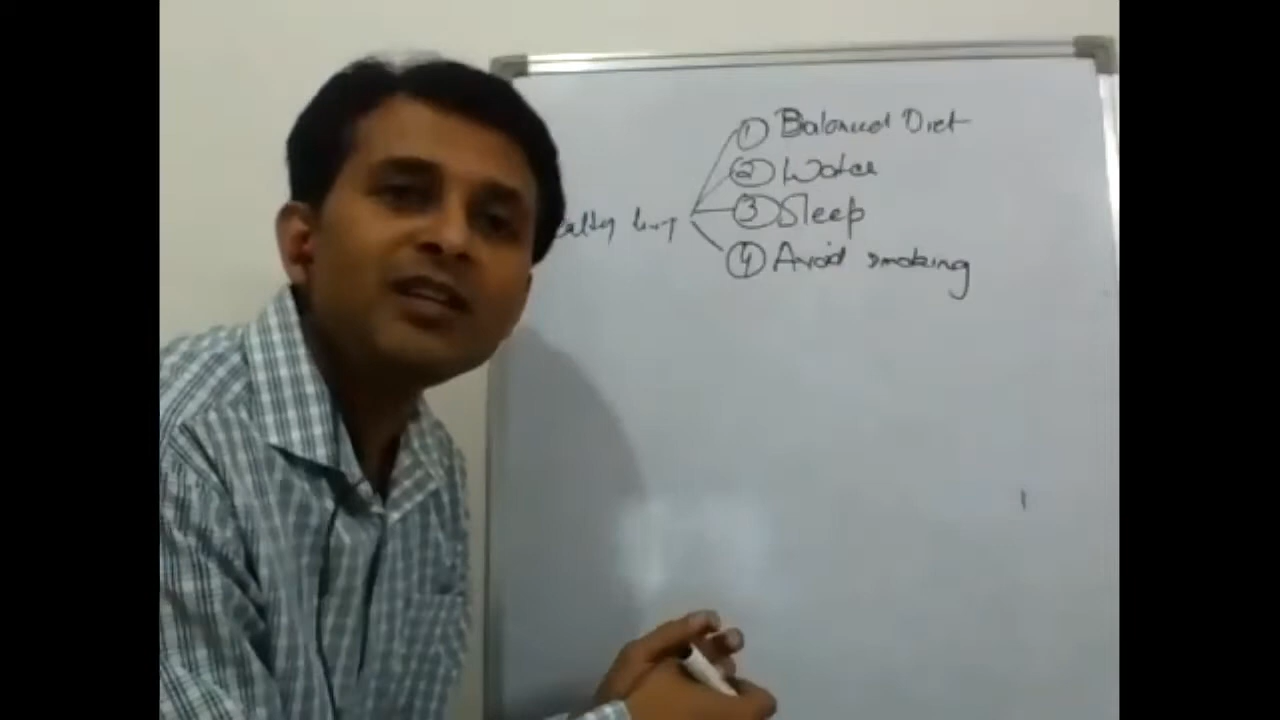 ① Balanced Diet
② Water
③ Sleep
④ Avoid smoking